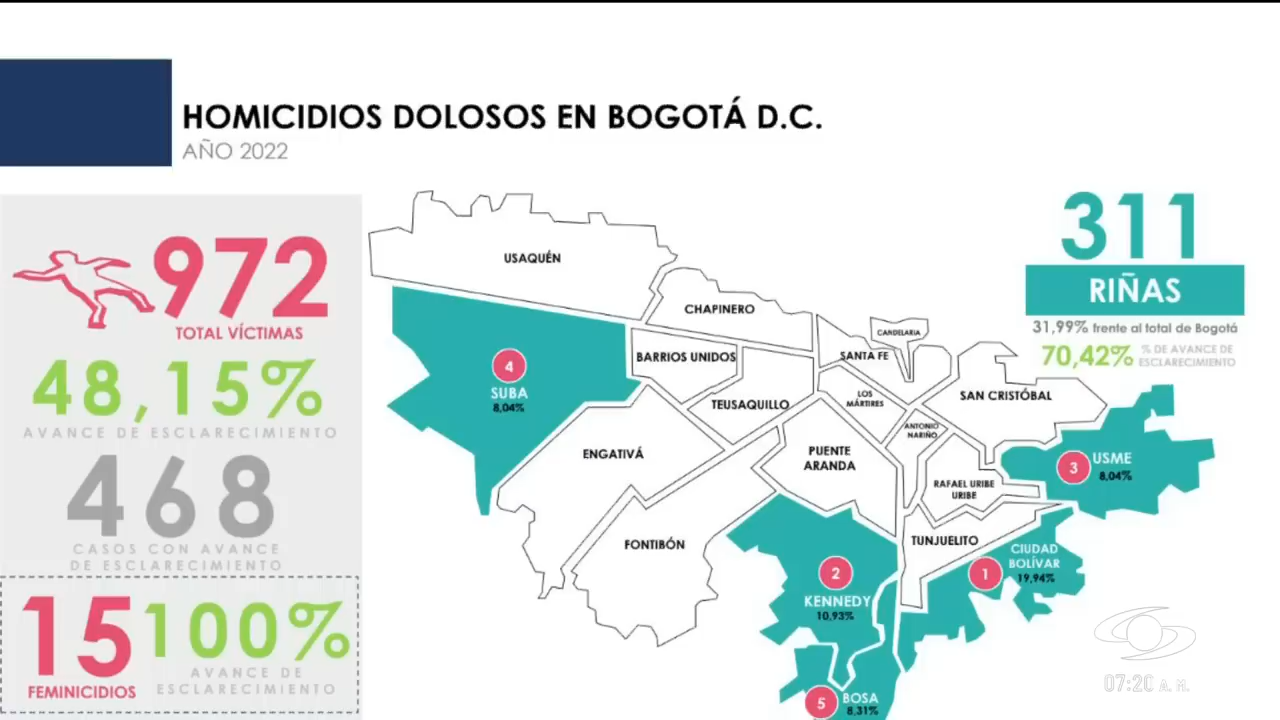 HOMICIDIOS DOLOSOS EN BOGOTÁ D.C.
AÑO 2022
972
TOTAL VÍCTIMAS
48,15%
AVANCE DE ESCLARECIMIENTO
468
CASOS CON AVANCE
DE ESCLARECIMIENTO
15
FEMINICIDIOS
100%
AVANCE DE
ESCLARECIMIENTO
USAQUÉN
CHAPINERO
CANDELARIA
BARRIOS UNIDOS
SANTA FE
4
SUBA
8,04%
TEUSAQUILLO
LOS
MÁRTIRES
SAN CRISTÓBAL
ANTONIO
NARIÑO
ENGATIVÁ
PUENTE
ARANDA
3
USME
8,04%
RAFAEL URIBE
URIBE
FONTIBÓN
TUNJUELITO
1
CIUDAD
BOLÍVAR
19,94%
2
KENNEDY
10,93%
5
BOSA
8,31%
311
RIÑAS
31,99% frente al total de Bogotá
70,42%
% DE AVANCE DE
ESCLARECIMIENTO
07:20 A.M.